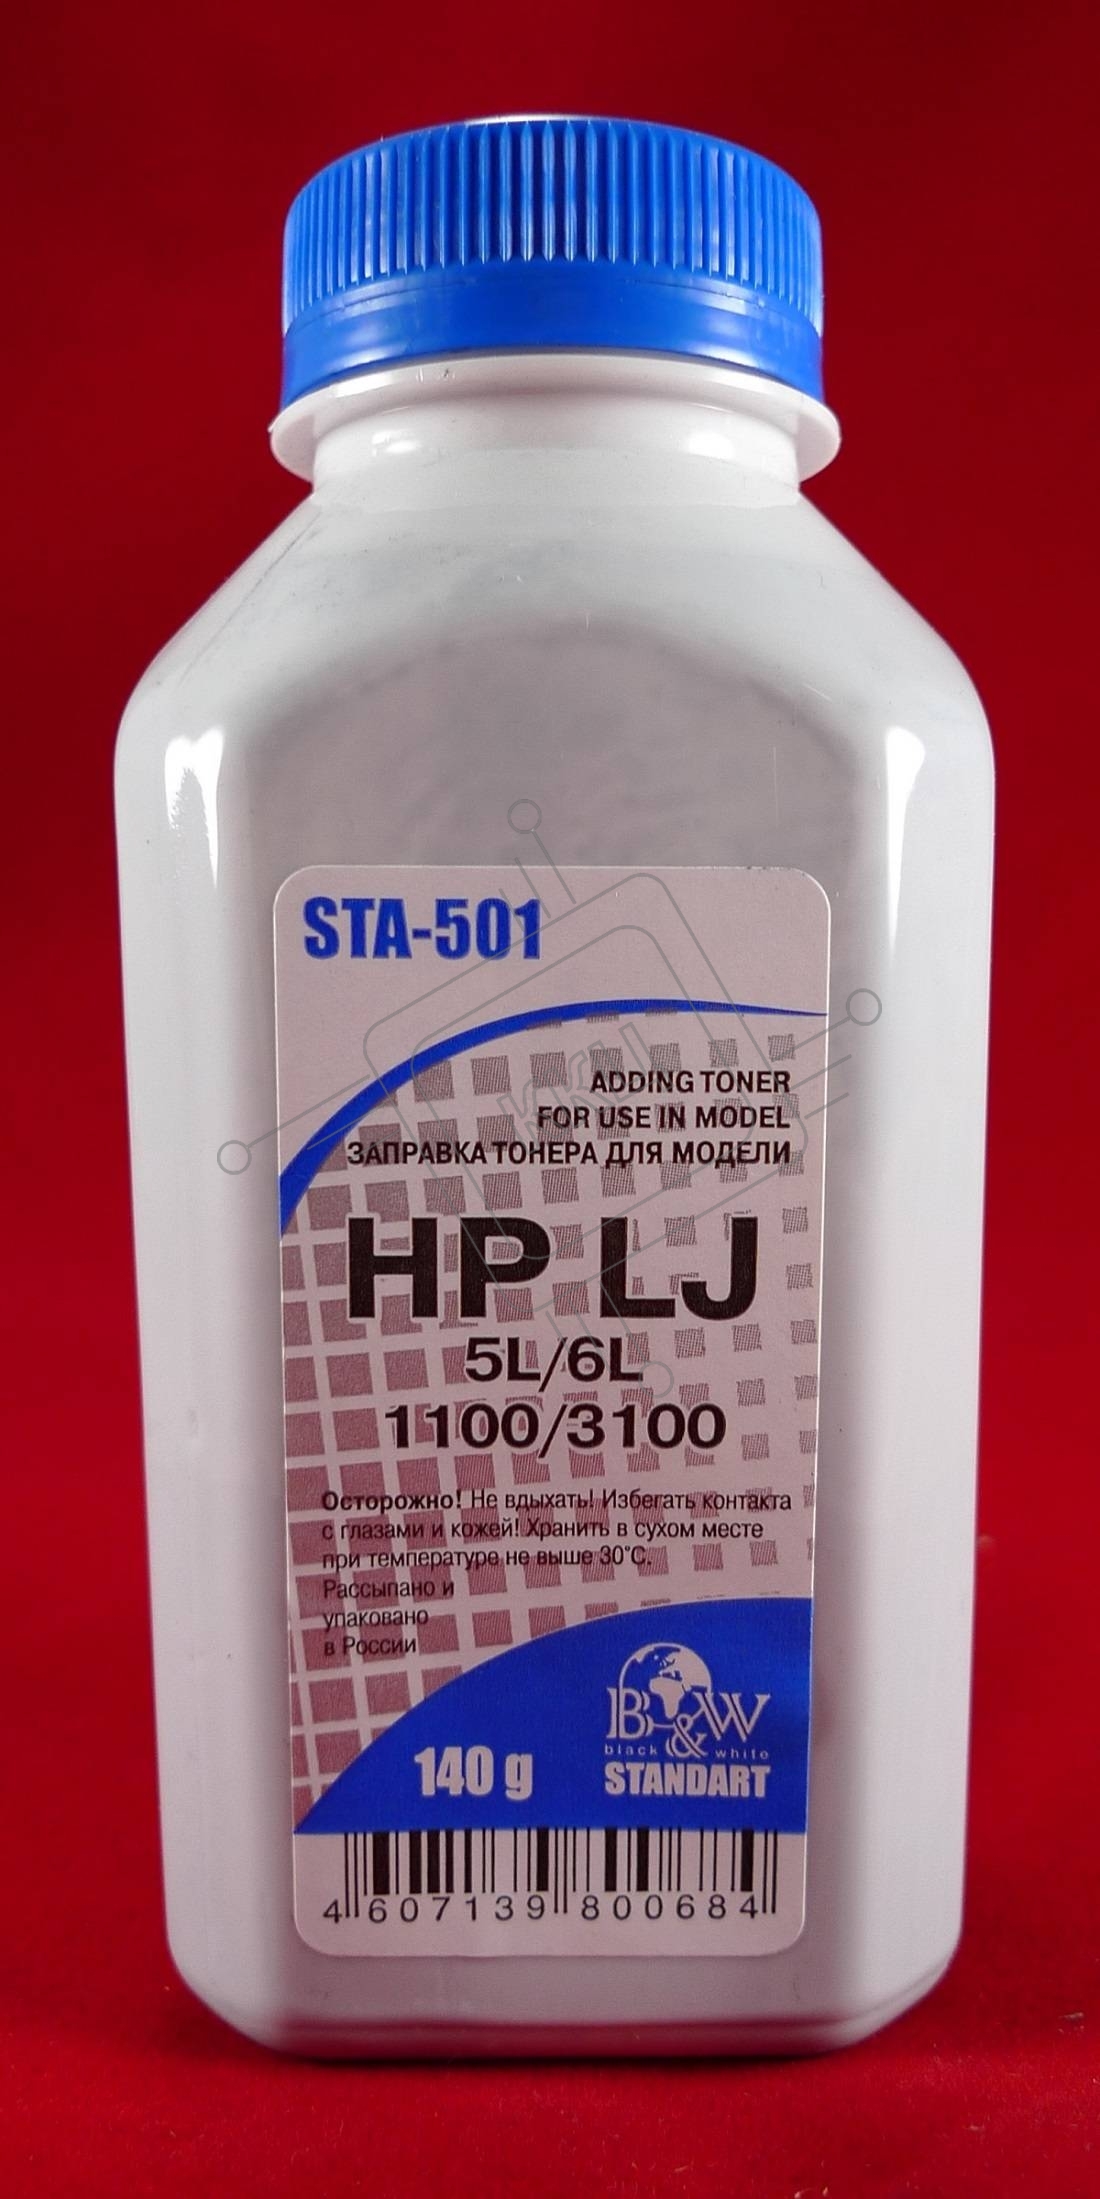 STA-501
ADDING TONER
FOR USE IN MODEL
ЗАПРАВКА ТОНЕРА ДЛЯ МОДЕЛИ
HP LJ
5L/6L
1100/3100
Осторожно! Не вдыхать! Избегать контакта
с глазами и кожей! Хранить в сухом месте
при температуре не выше 30°С.
Рассыпано и
упаковано
в России
B&W
black & white
STANDART
140 g
4 607139 800684
KKL